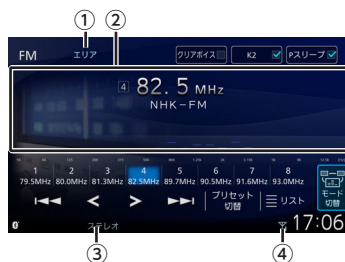 ① ②
FM エリア クリアボイス K2 Pスリープ
4 82.5 MHz
NHK-FM
1 2 3 4 5 6 7 8
79.5MHz 80.0MHz 81.3MHz 82.5MHz 89.7MHz 90.5MHz 91.6MHz 93.0MHz
プリセット切替 リスト モード切替
ステレオ 17:06
③ ④